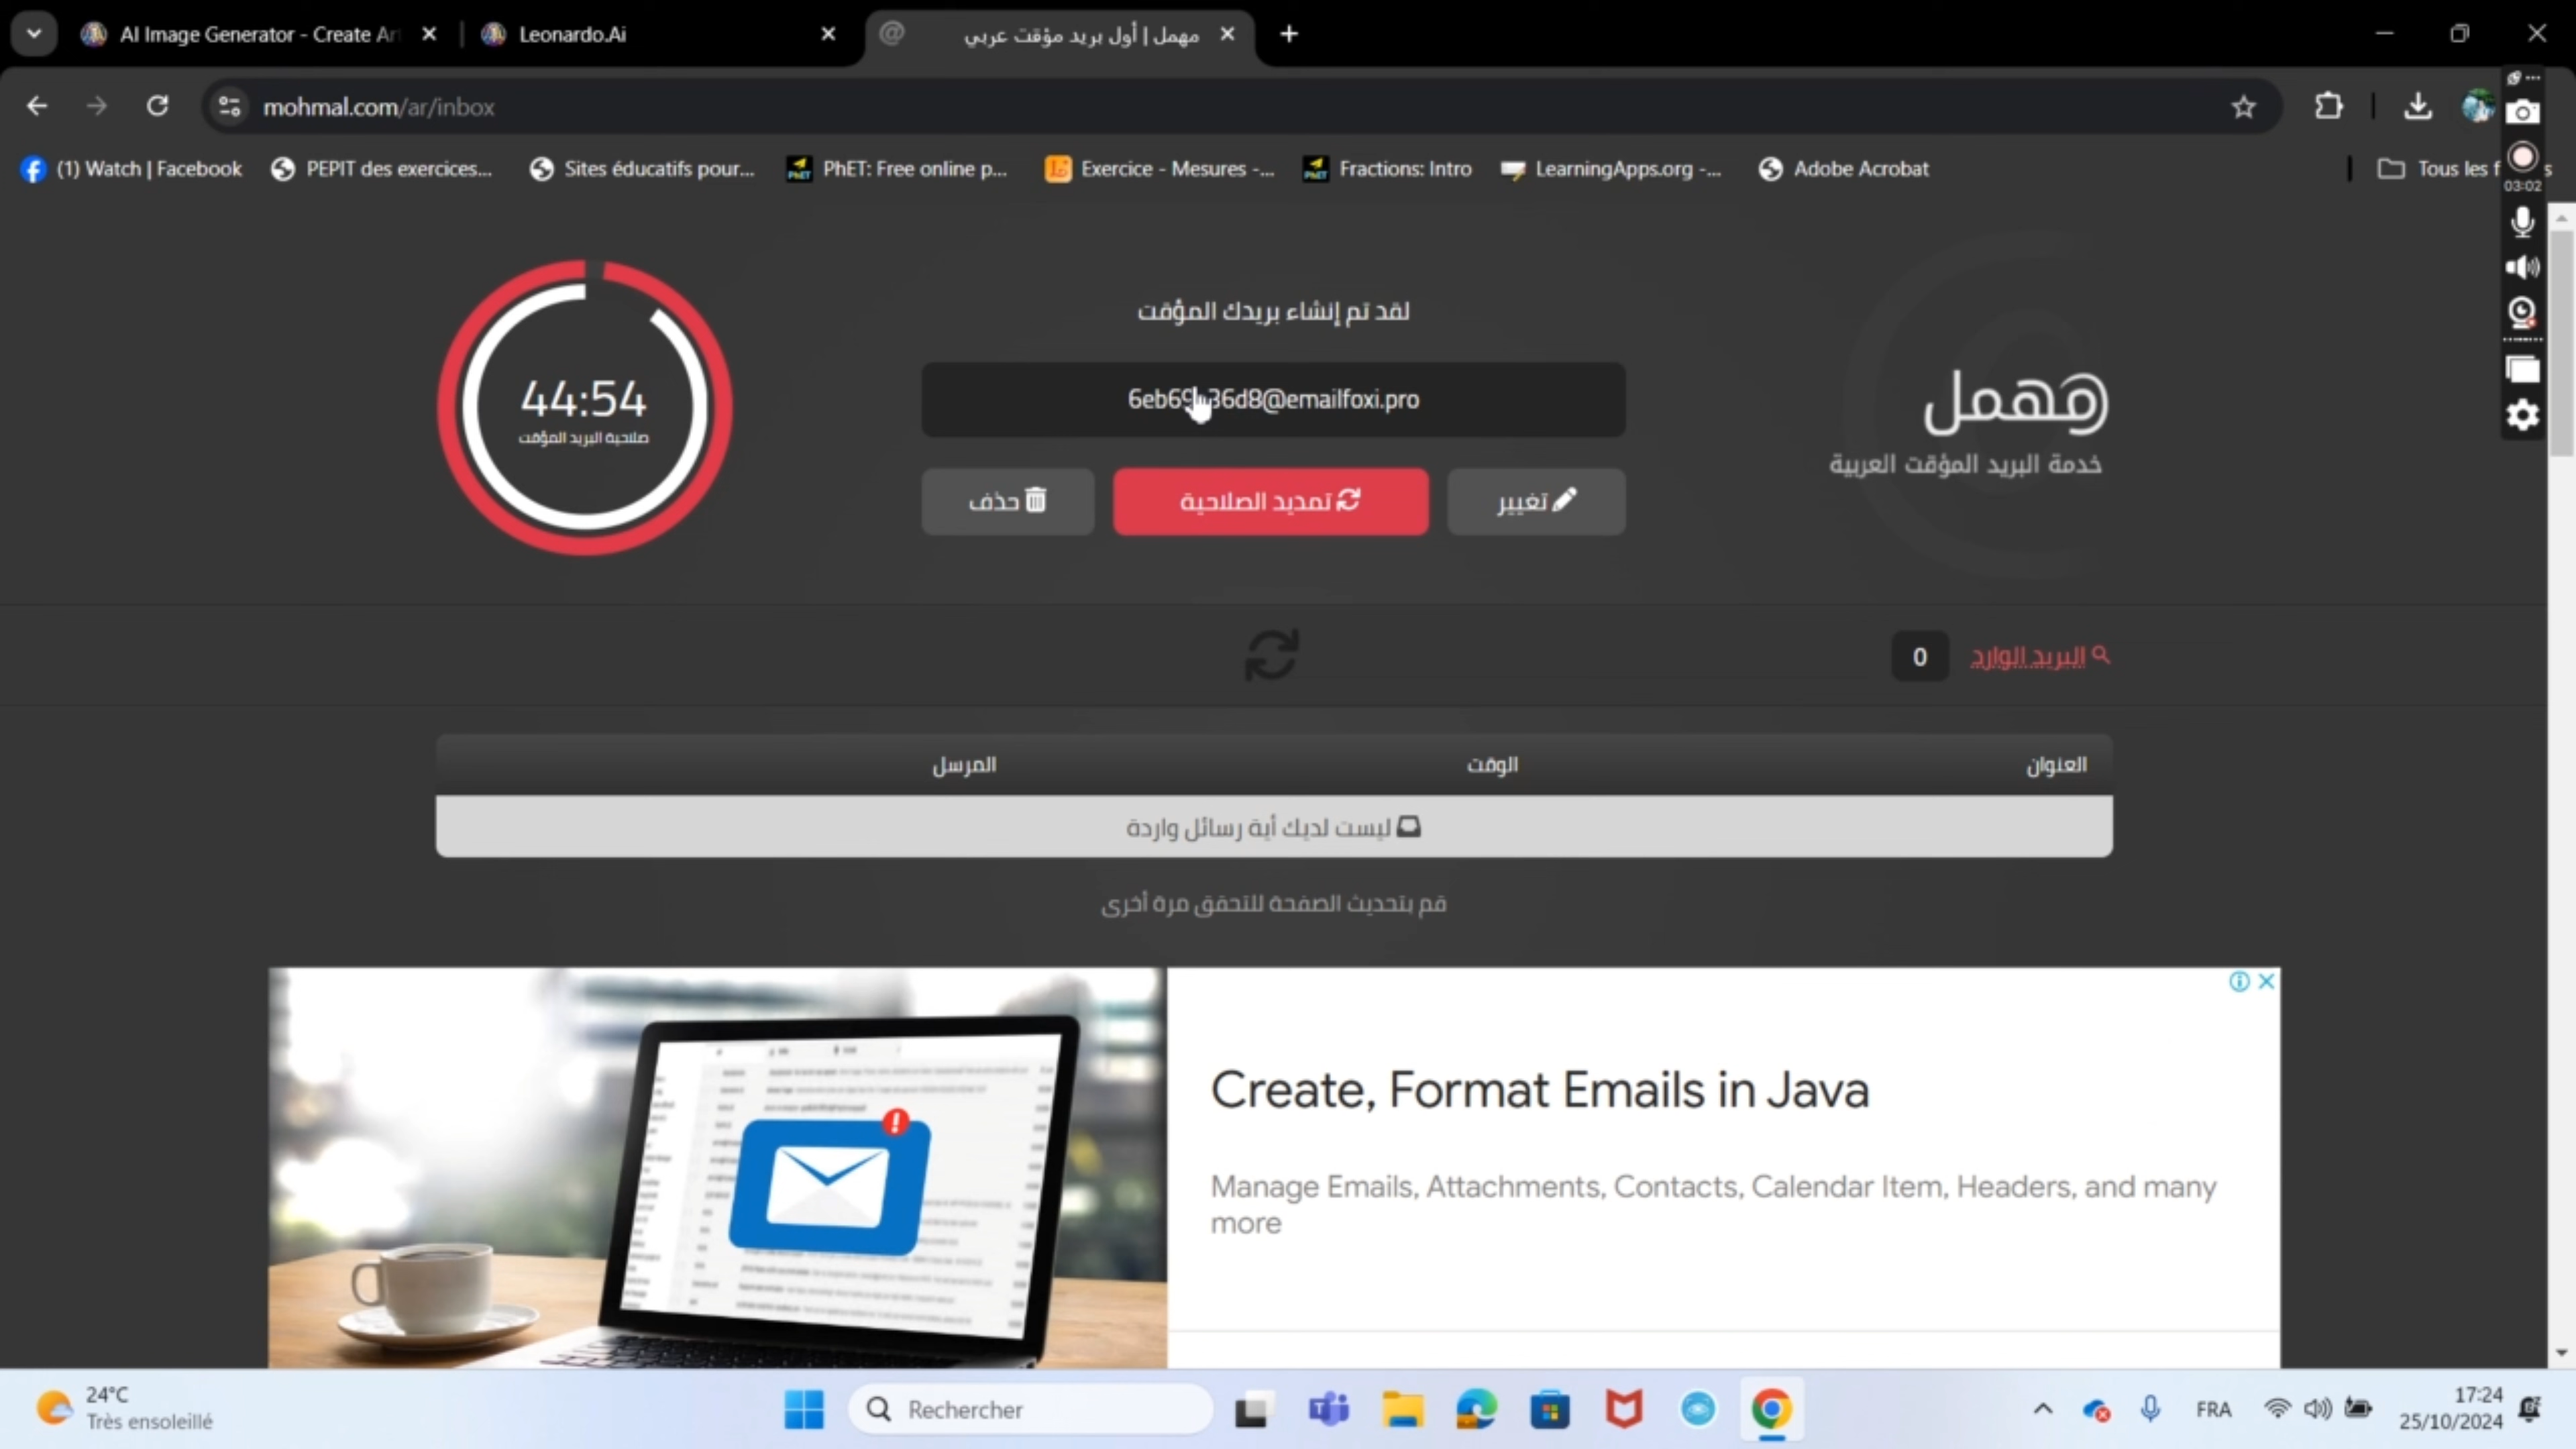 AI Image Generator - Create Ar
Leonardo.Ai
مهمل | أول بريد مؤقت عربي
mohmal.com/ar/inbox
(1) Watch | Facebook
PEPIT des exercices...
Sites éducatifs pour...
PhET: Free online p...
Exercice - Mesures -...
Fractions: Intro
LearningApps.org -...
Adobe Acrobat
Tous les f
s
03:02
44:54
صلاحية البريد المؤقت
لقد تم إنشاء بريدك المؤقت
36d8@emailfoxi.pro
تغيير
تمديد الصلاحية
حذف
مهمل
خدمة البريد المؤقت العربية
البريد الوارد
0
العنوان
الوقت
المرسل
ليست لديك أية رسائل واردة
قم بتحديث الصفحة للتحقق مرة أخرى
Create, Format Emails in Java
Manage Emails, Attachments, Contacts, Calendar Item, Headers, and many
more
24°C
Très ensoleillé
Rechercher
FRA
17:24
25/10/2024